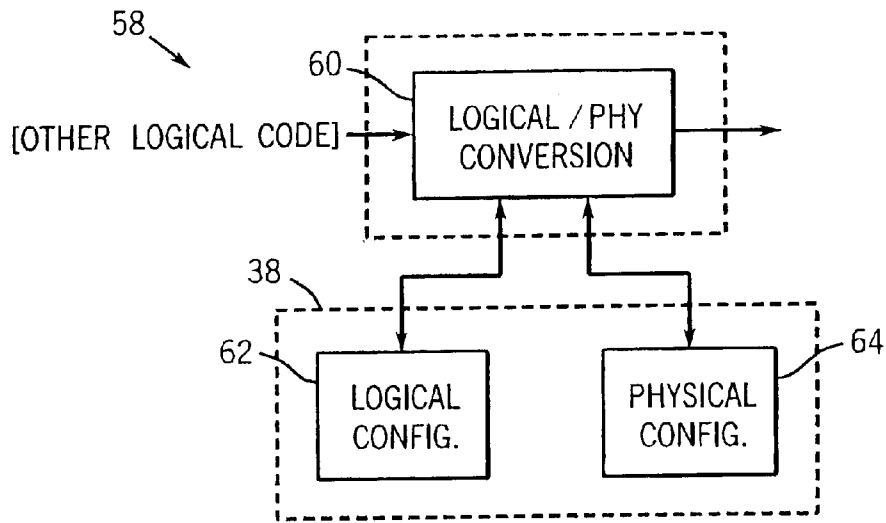 58
60
[OTHER LOGICAL CODE]
LOGICAL / PHY
CONVERSION
38
62
64
LOGICAL
CONFIG.
PHYSICAL
CONFIG.